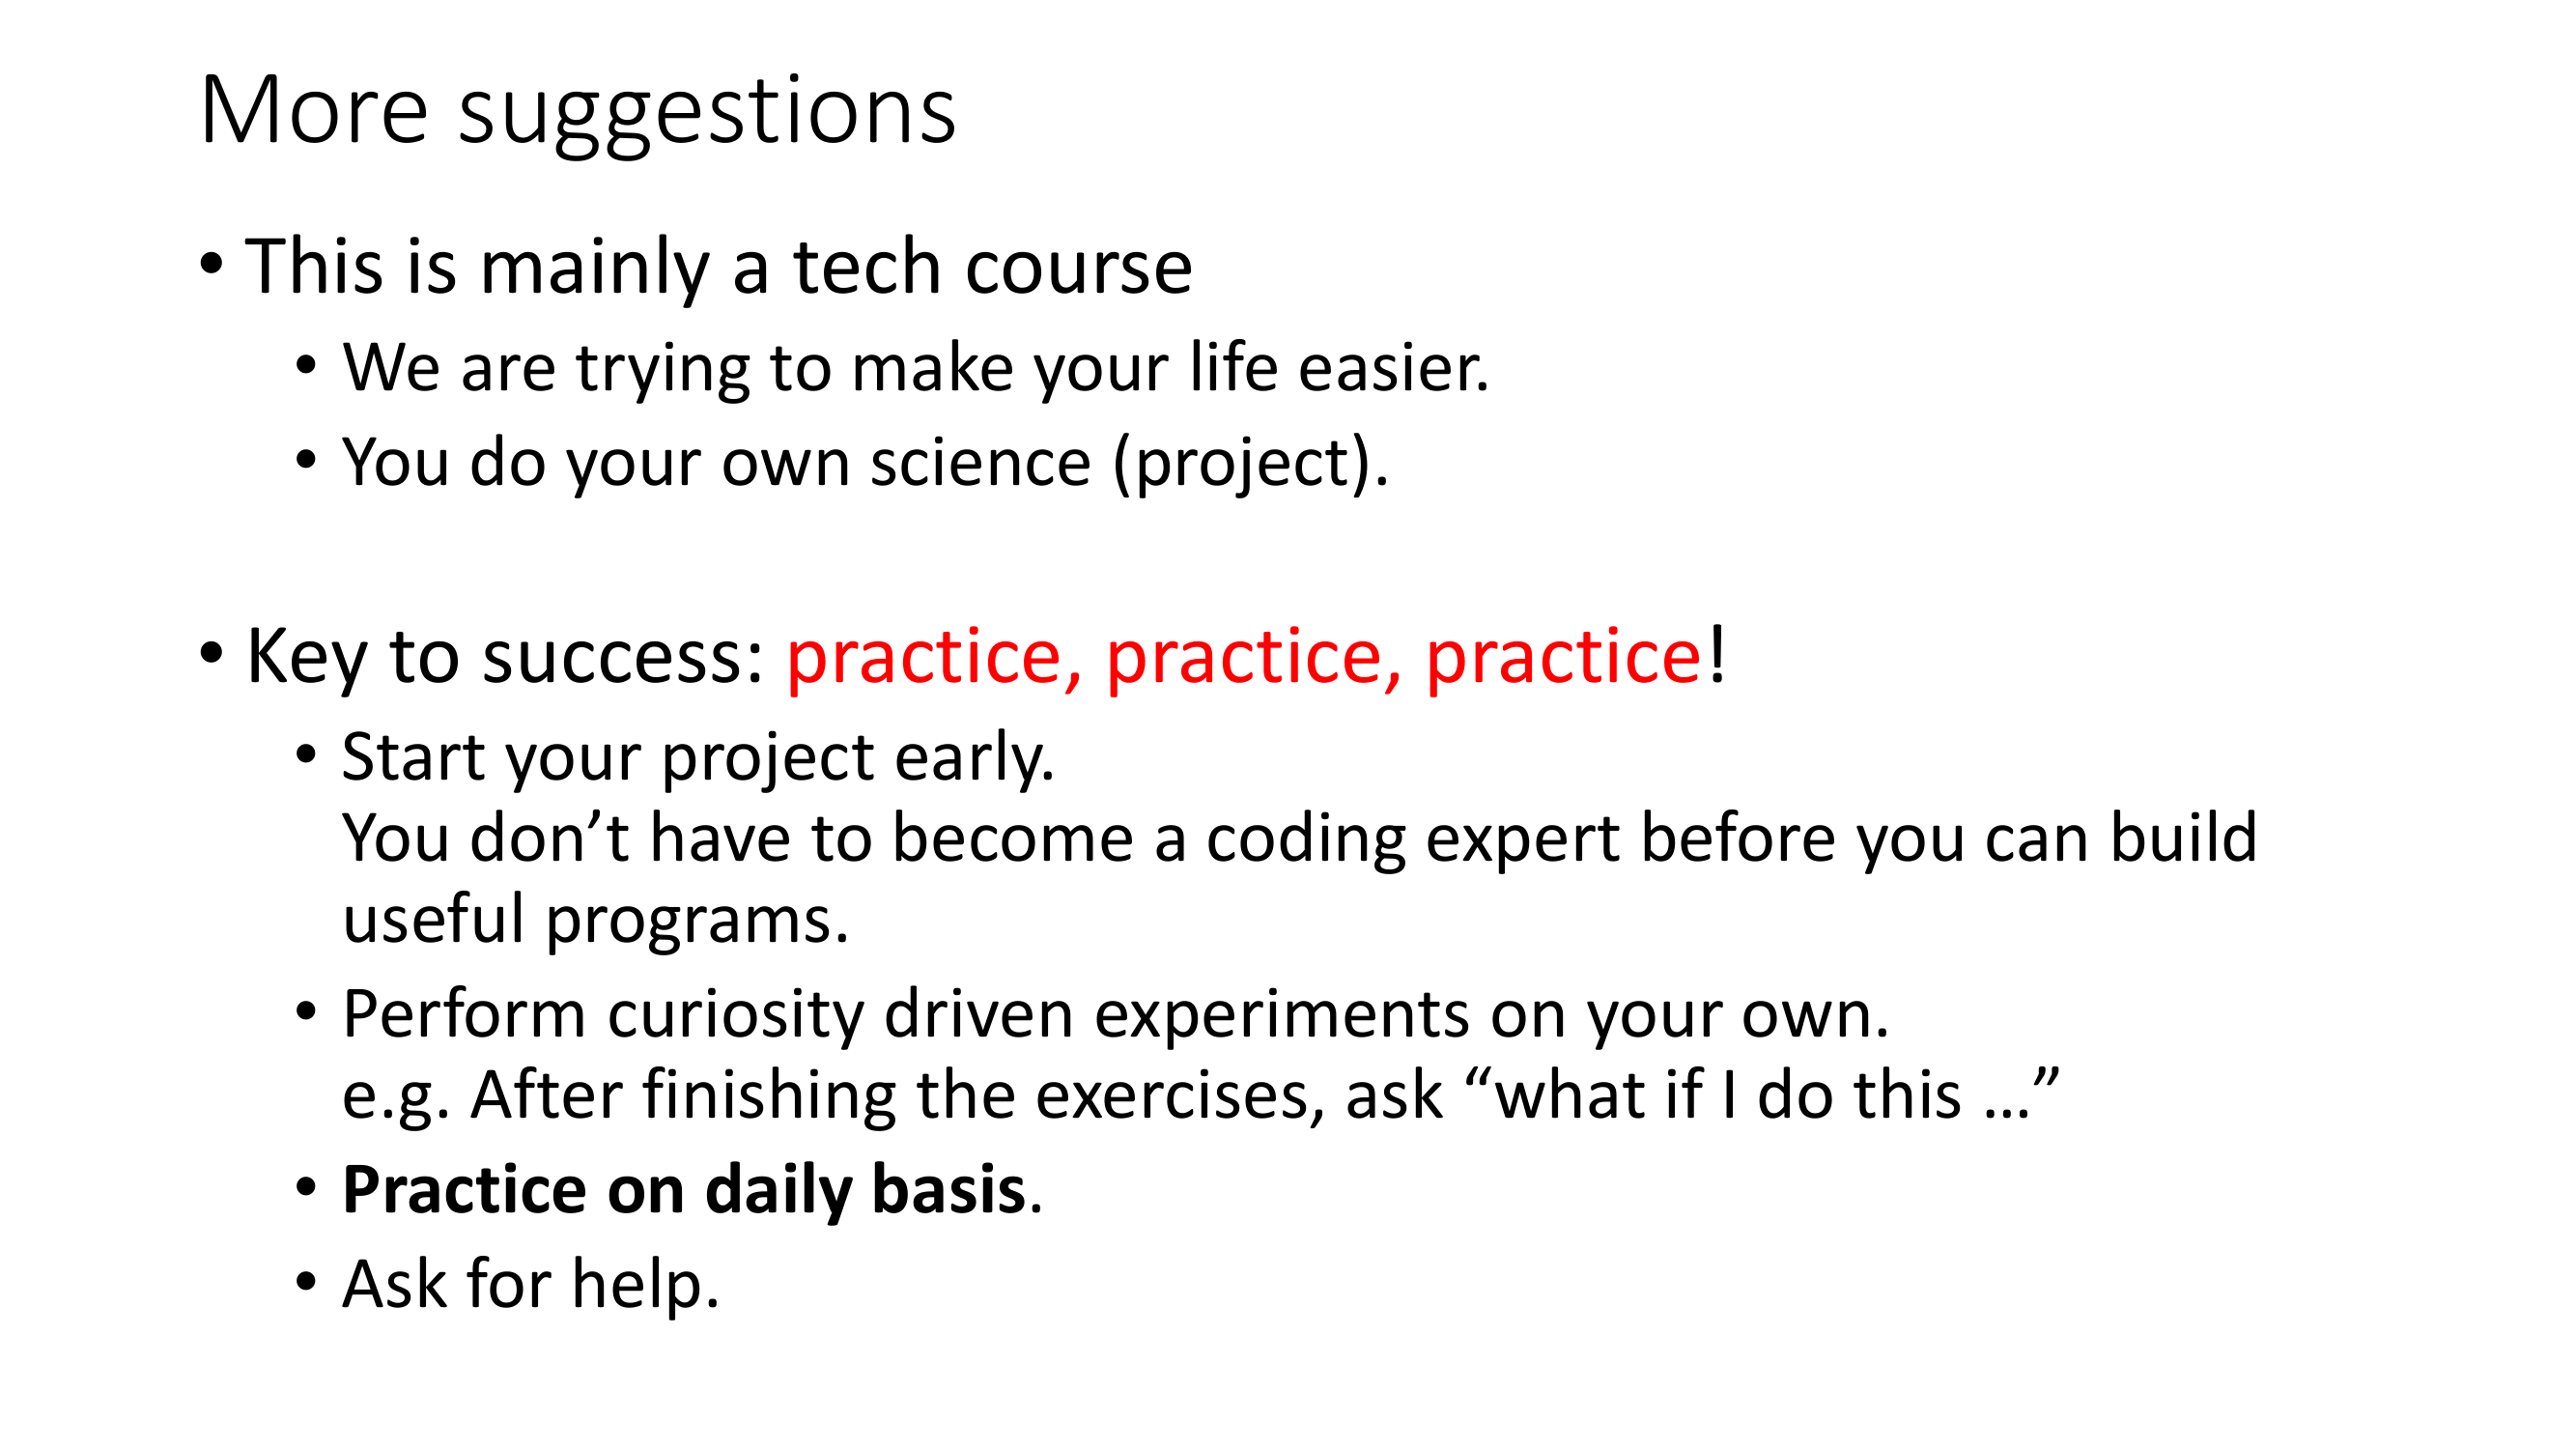 More suggestions
• This is mainly a tech course
• We are trying to make your life easier.
• You do your own science (project).
• Key to success: practice, practice, practice!
• Start your project early.
You don’t have to become a coding expert before you can build
useful programs.
• Perform curiosity driven experiments on your own.
e.g. After finishing the exercises, ask “what if I do this …”
• Practice on daily basis.
• Ask for help.